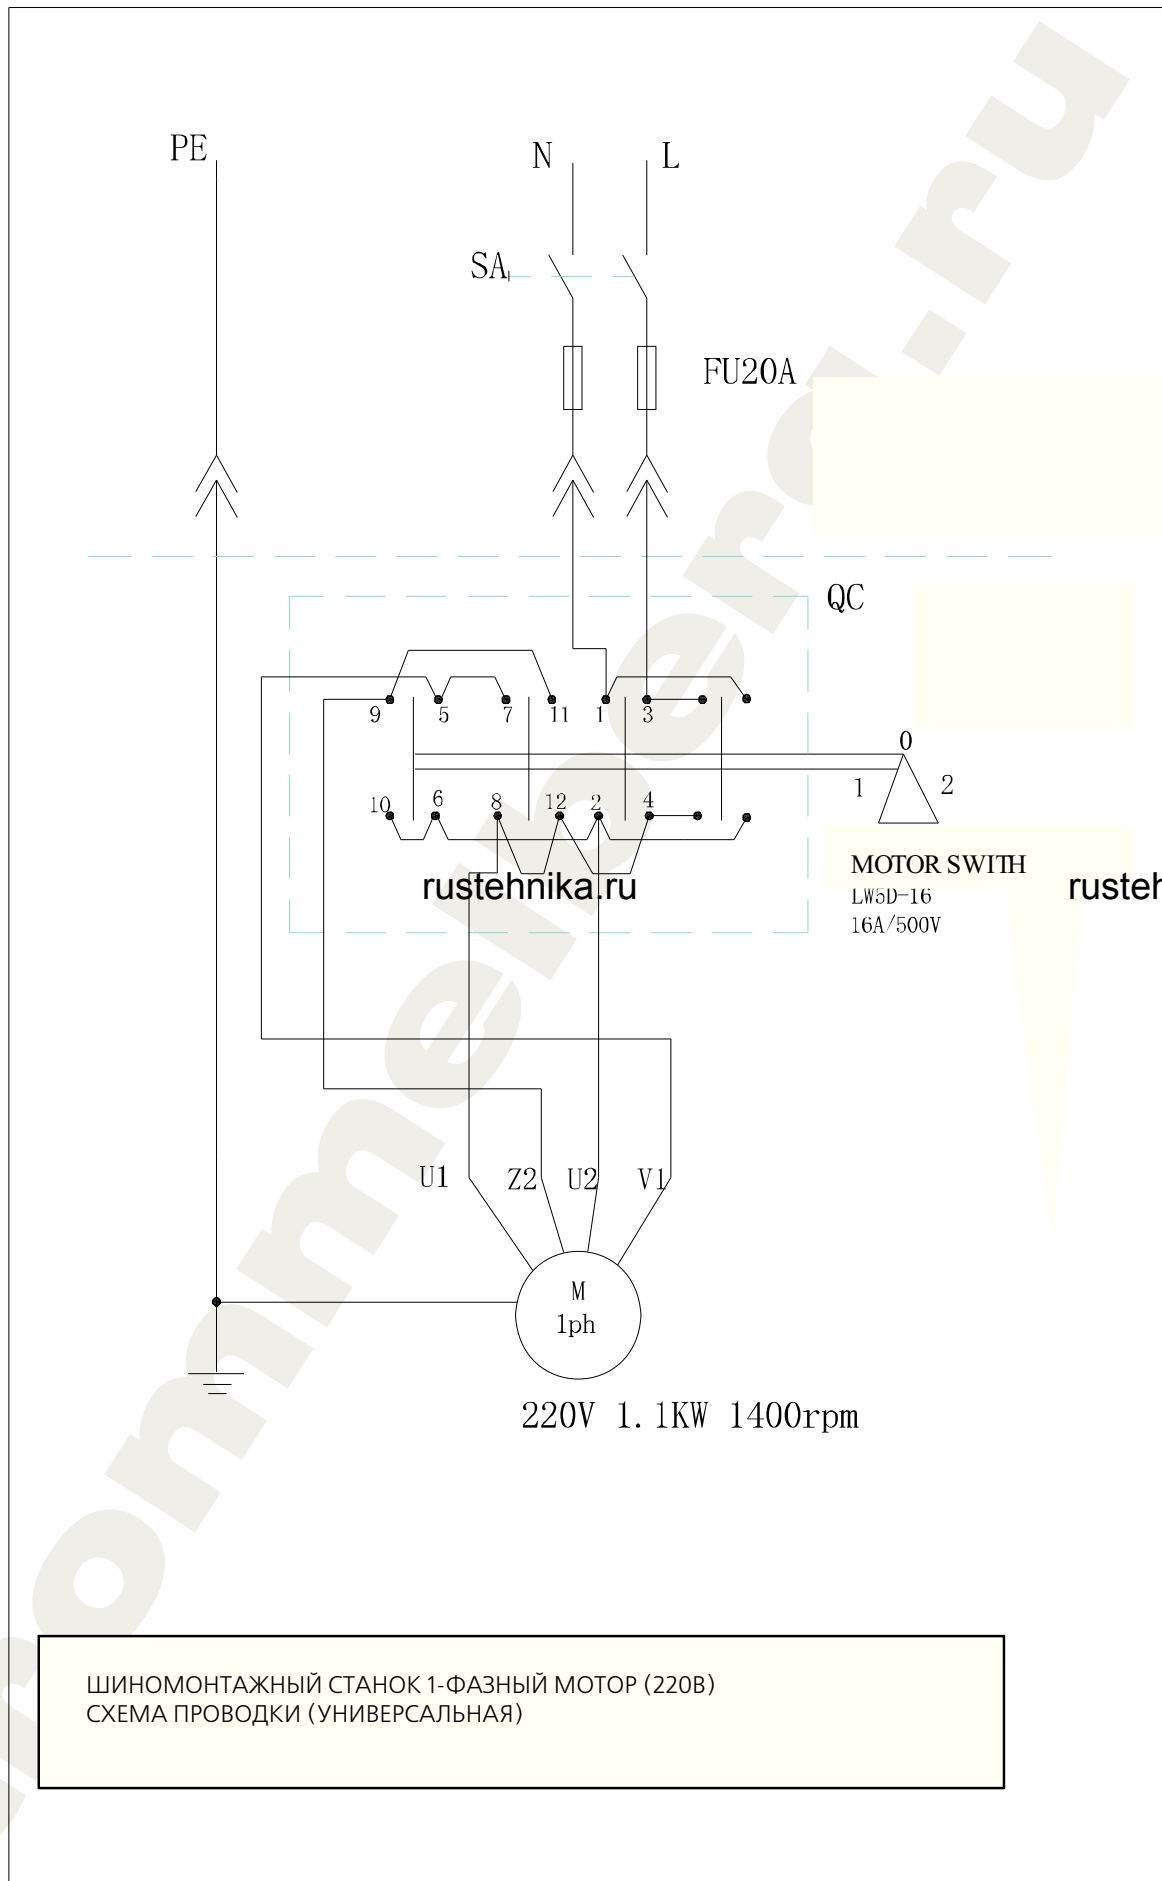 PE
N
L
SA
FU20A
QC
9
5
7
11
1
3
0
1
2
10
6
8
12
2
4
MOTOR SWITH
rustehnika.ru
rusteh
LW5D-16
16A/500V
U1
Z2
U2
V1
M
1ph
220V 1.1KW 1400rpm
ШИНОМОНТАЖНЫЙ СТАНОК 1-ФАЗНЫЙ МОТОР (220В)
СХЕМА ПРОВОДКИ (УНИВЕРСАЛЬНАЯ)